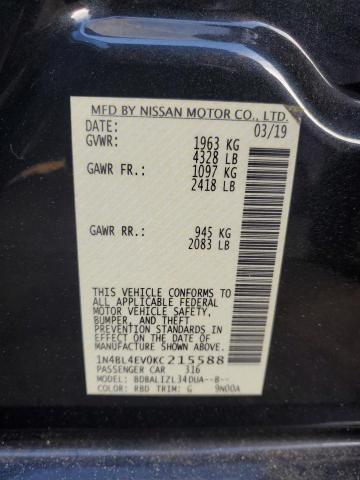 MFD BY NISSAN MOTOR CO., LTD.
DATE: 03/19
GVWR: 1963 KG
4328 LB
GAWR FR.: 1097 KG
2418 LB
GAWR RR.: 945 KG
2083 LB
THIS VEHICLE CONFORMS TO
ALL APPLICABLE FEDERAL
MOTOR VEHICLE SAFETY,
BUMPER, AND THEFT
PREVENTION STANDARDS IN
EFFECT ON THE DATE OF
MANUFACTURE SHOWN ABOVE.
1N4BL4EV0KC215588
PASSENGER CAR 316
MODEL: BDBALIZL34DUA--B--
COLOR: RBD TRIM: G 9N00A